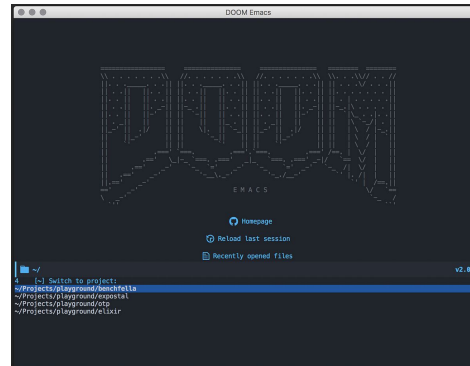 DOOM Emacs
E M A C S
Homepage
Reload last session
Recently opened files
~/ v2.0
4 [~] Switch to project:
~/Projects/playground/benchfella
~/Projects/playground/expostal
~/Projects/playground/otp
~/Projects/playground/elixir